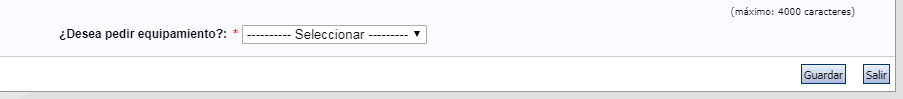 (máximo: 4000 caracteres)
¿Desea pedir equipamiento?: * ---------- Seleccionar ---------
Guardar Salir